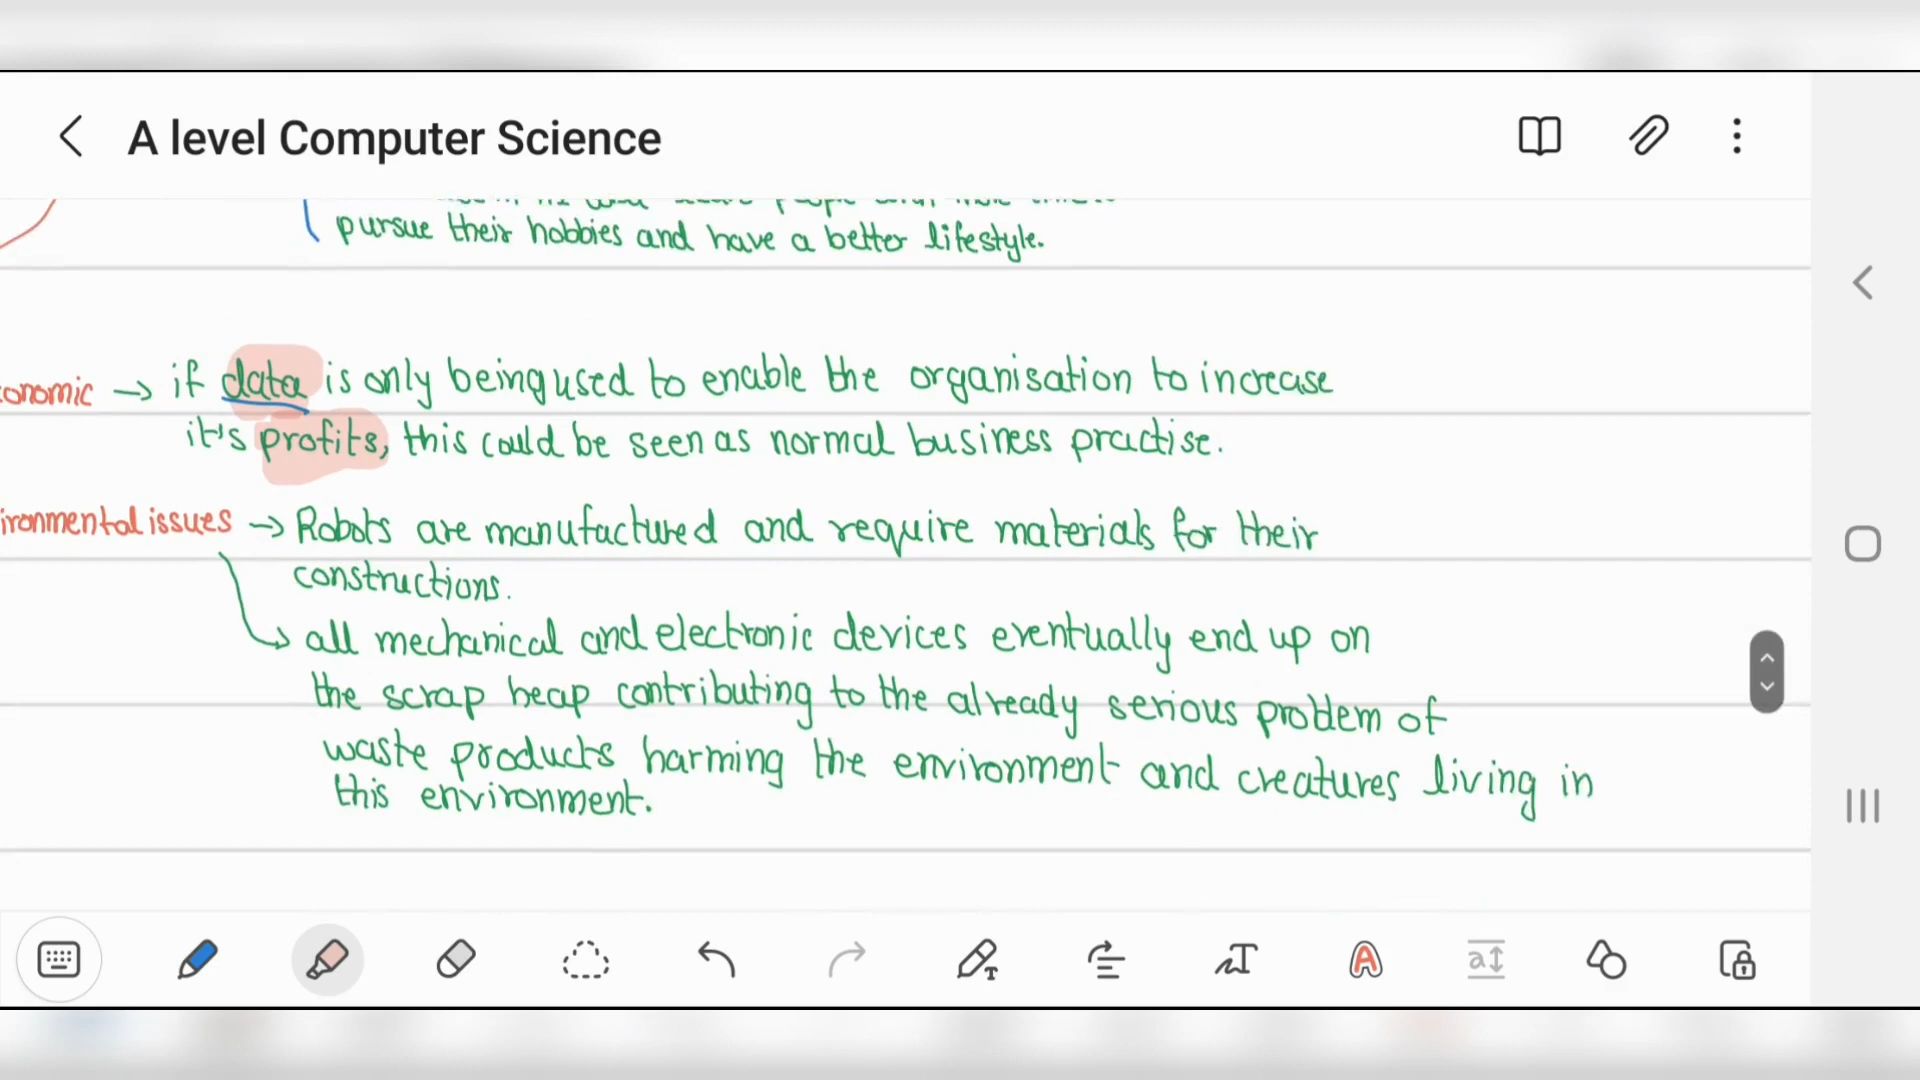 A level Computer Science
pursue their hobbies and have a better lifestyle.
onomic → if data is only being used to enable the organisation to increase
it's profits, this could be seen as normal business practise.
ironmental issues → Robots are manufactured and require materials for their
constructions.
→ all mechanical and electronic devices eventually end up on
the scrap heap contributing to the already serious problem of
waste products harming the environment and creatures living in
this environment.